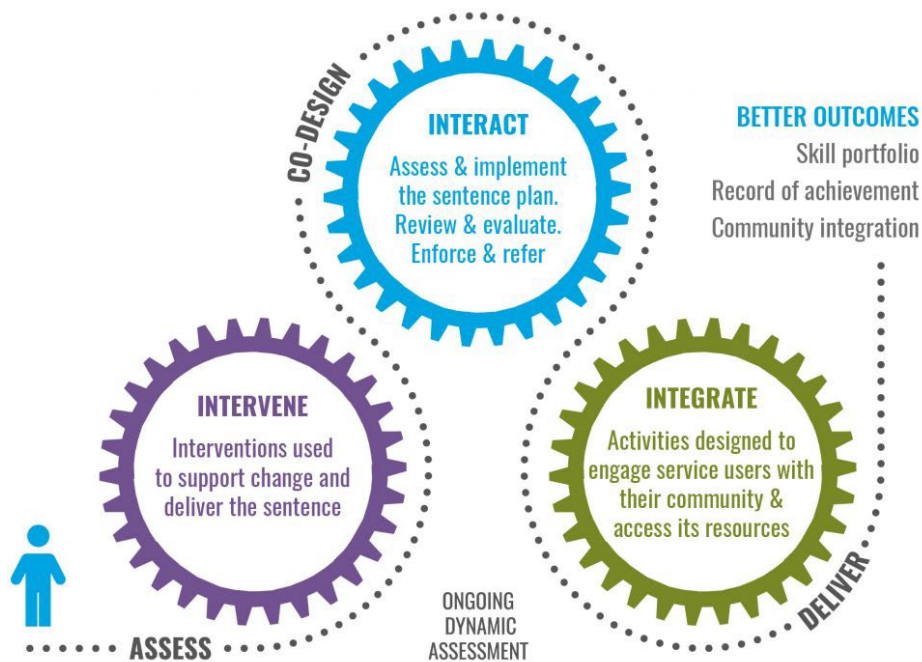 CO-DESIGN
INTERACT
Assess & implement
the sentence plan.
Review & evaluate.
Enforce & refer
BETTER OUTCOMES
Skill portfolio
Record of achievement
Community integration
INTERVENE
Interventions used
to support change and
deliver the sentence
INTEGRATE
Activities designed to
engage service users with
their community &
access its resources
ASSESS
ONGOING
DYNAMIC
ASSESSMENT
DELIVER